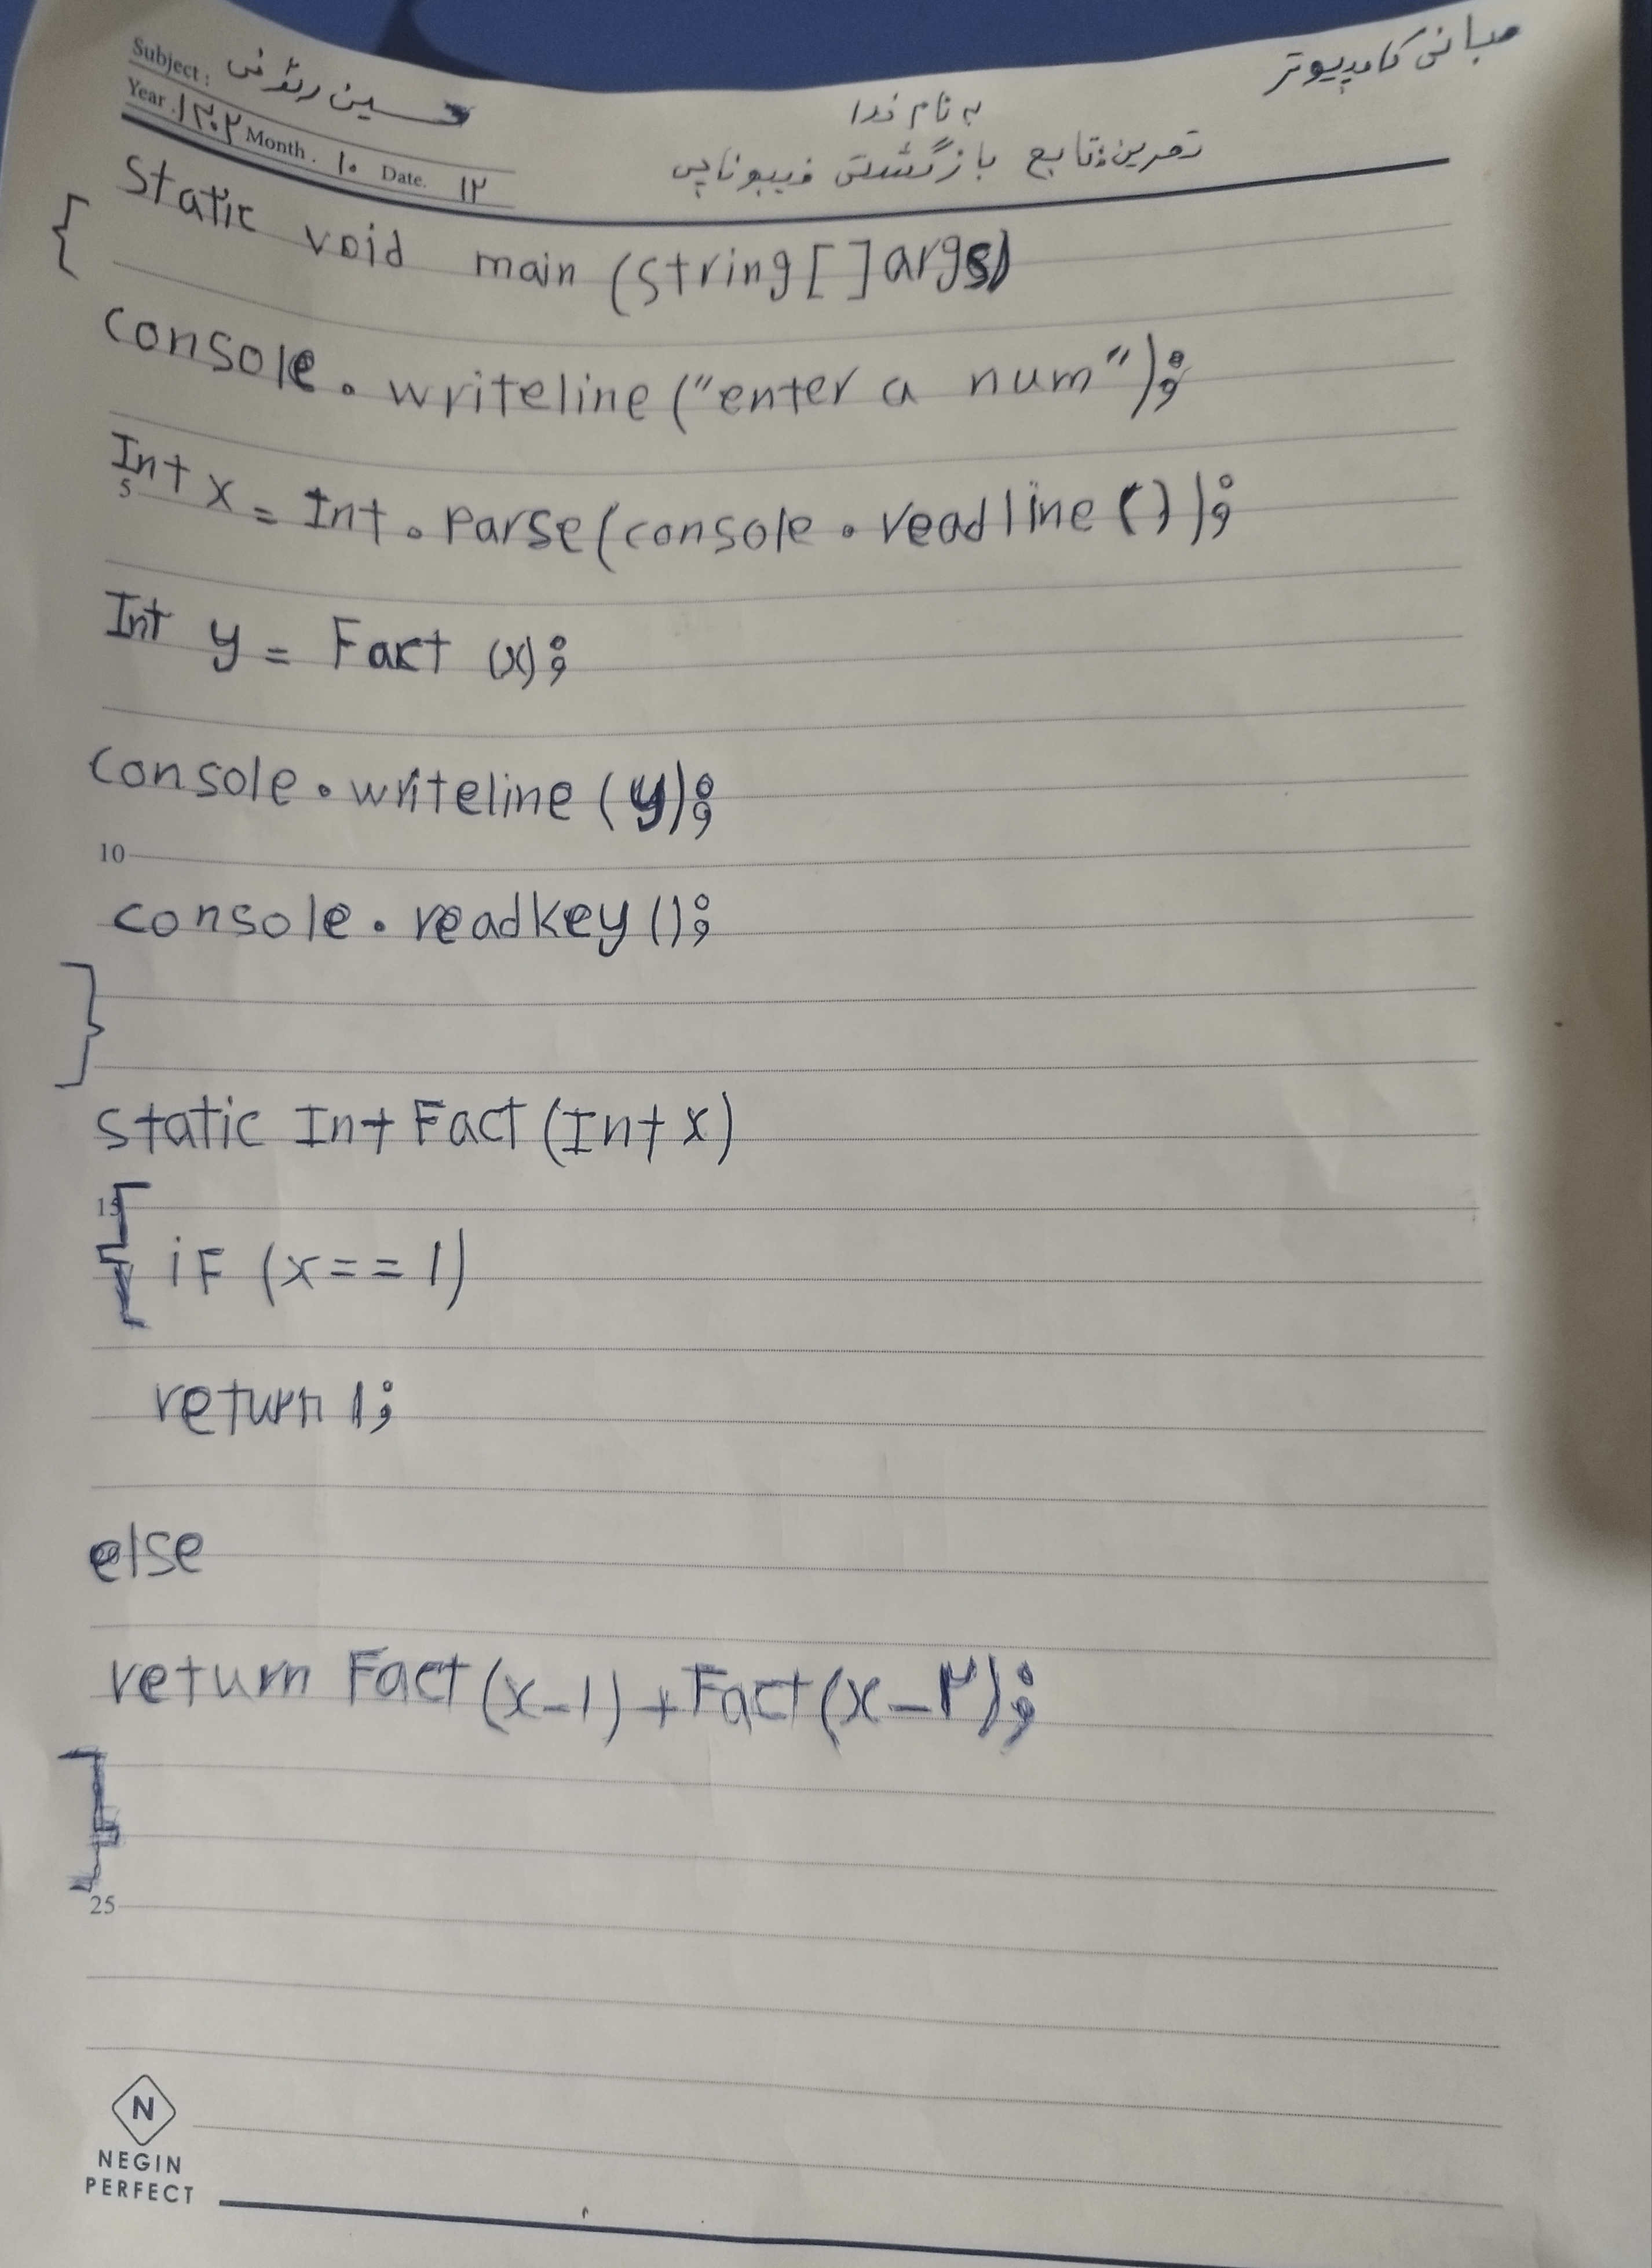 مبانی کامپیوتر
به نام خدا
تمرین: تابع بازگشتی فیبوناچی
Subject: حسین
Year. ۱۴۰۲ Month. ۱۰ Date. ۱۲
static void main (string[] args)
{
console.writeline ("enter a num");
5
Int x = Int.parse(console.readline());
Int y = Fact (x);
console.writeline (y);
10
console.readkey ();
}
static Int Fact (Int x)
15
{ iF (x==1)
return 1;
else
return Fact (x-1) + Fact (x-۲);
}
25
N
NEGIN
PERFECT